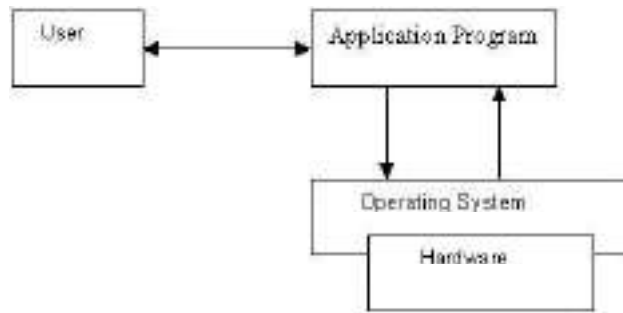 User
Application Program
Operating System
Hardware